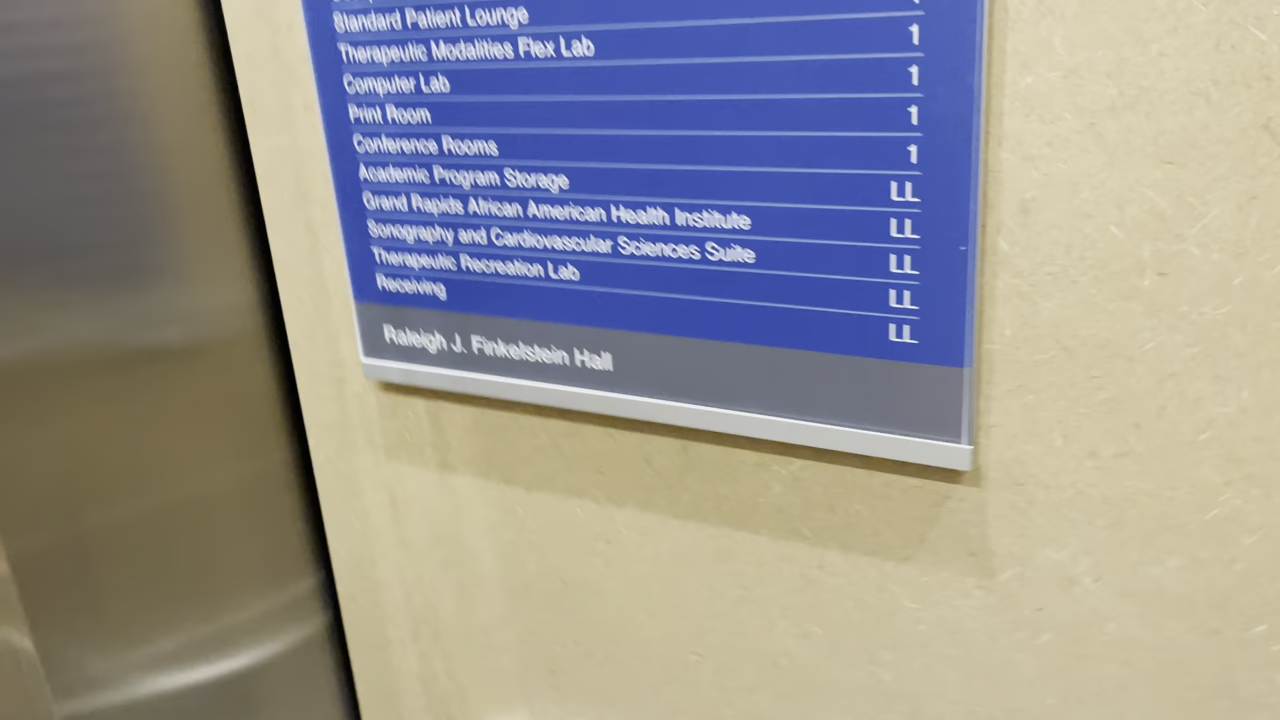 Standard Patient Lounge
Therapeutic Modalities Flex Lab 1
Computer Lab 1
Print Room 1
Conference Rooms 1
Academic Program Storage LL
Grand Rapids African American Health Institute LL
Sonography and Cardiovascular Sciences Suite LL
Therapeutic Recreation Lab LL
Receiving LL
Raleigh J. Finkelstein Hall